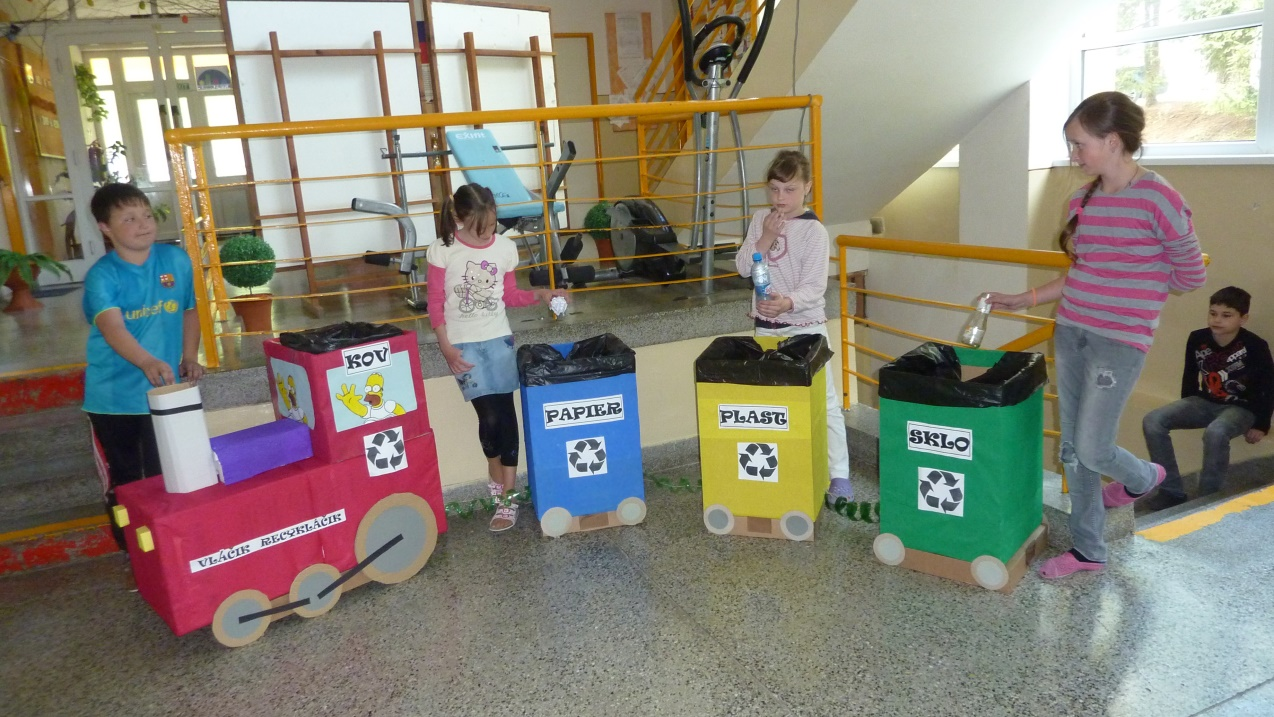 KOV
VLÁČIK RECYKLÁČIK
PAPIER
PLAST
SKLO
unicef